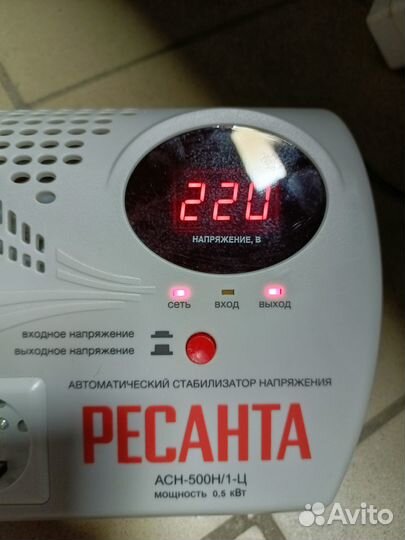 220
НАПРЯЖЕНИЕ, В
сеть вход выход
входное напряжение
выходное напряжение
АВТОМАТИЧЕСКИЙ СТАБИЛИЗАТОР НАПРЯЖЕНИЯ
РЕСАНТА
АСН-500Н/1-Ц
мощность 0,5 кВт
Avito